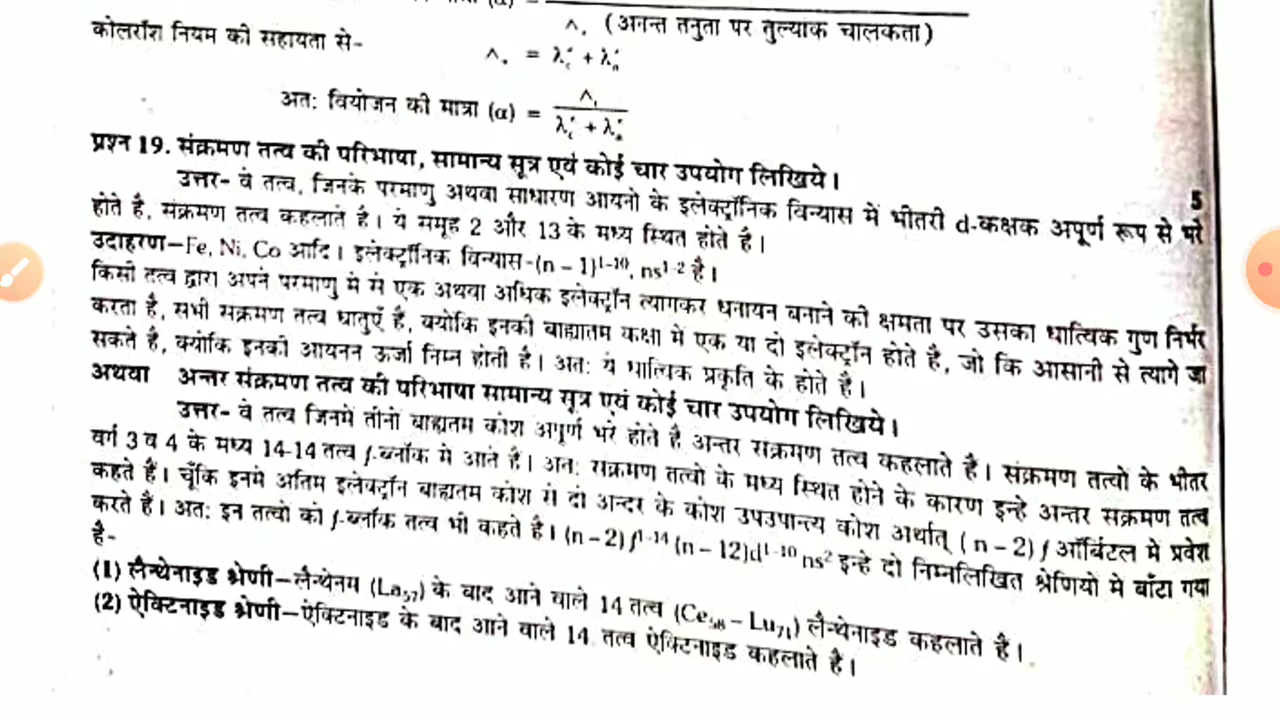 कोलरॉश नियम की सहायता से-
^∘ (अनन्त तनुता पर तुल्यांक चालकता)
^∘ = λ°c + λ°a
अत: वियोजन की मात्रा (α) = ^ / λ°c + λ°a
प्रश्न 19. संक्रमण तत्व की परिभाषा, सामान्य सूत्र एवं कोई चार उपयोग लिखिये। 5
उत्तर- वे तत्व, जिनके परमाणु अथवा साधारण आयनो के इलेक्ट्रॉनिक विन्यास में भीतरी d-कक्षक अपूर्ण रूप से भरे
होते है, संक्रमण तत्व कहलाते है। ये समूह 2 और 13 के मध्य स्थित होते है।
उदाहरण–Fe, Ni, Co आदि। इलेक्ट्रॉनिक विन्यास-(n – 1)¹⁻¹⁰, ns¹⁻² है।
किसी तत्व द्वारा अपने परमाणु में से एक अथवा अधिक इलेक्ट्रॉन त्यागकर धनायन बनाने की क्षमता पर उसका धात्विक गुण निर्भर
करता है, सभी सक्रमण तत्व धातुएँ है, क्योकि इनकी बाह्यतम कक्षा मे एक या दो इलेक्ट्रॉन होते है, जो कि आसानी से त्यागे जा
सकते है, क्योकि इनकी आयनन ऊर्जा निम्न होती है। अत: ये धात्विक प्रकृति के होते है।
अथवा अन्तर संक्रमण तत्व की परिभाषा सामान्य सूत्र एवं कोई चार उपयोग लिखिये।
उत्तर- वे तत्व जिनमे तीनो बाह्यतम कोश अपूर्ण भरे होते है अन्तर सक्रमण तत्व कहलाते है। संक्रमण तत्वो के भीतर
वर्ग 3 व 4 के मध्य 14-14 तत्व f-ब्लॉक मे आते है। अत: संक्रमण तत्वो के मध्य स्थित होने के कारण इन्हे अन्तर सक्रमण तत्व
कहते है। चूँकि इनमे अंतिम इलेक्ट्रॉन बाह्यतम कोश से दो अन्दर के कोश उपउपान्त्य कोश अर्थात् ( n – 2) f ऑर्बिटल मे प्रवेश
करते है। अत: इन तत्वो को f-ब्लॉक तत्व भी कहते है। (n – 2) f¹⁻¹⁴ (n – 12)d¹⁻¹⁰ ns² इन्हे दो निम्नलिखित श्रेणियो मे बाँटा गया
है-
(1) लैन्थेनाइड श्रेणी–लैन्थेनम (La₅₇) के बाद आने वाले 14 तत्व (Ce₅₈ – Lu₇₁) लैन्थेनाइड कहलाते है।
(2) ऐक्टिनाइड श्रेणी–ऐक्टिनाइड के बाद आने वाले 14 तत्व ऐक्टिनाइड कहलाते है।